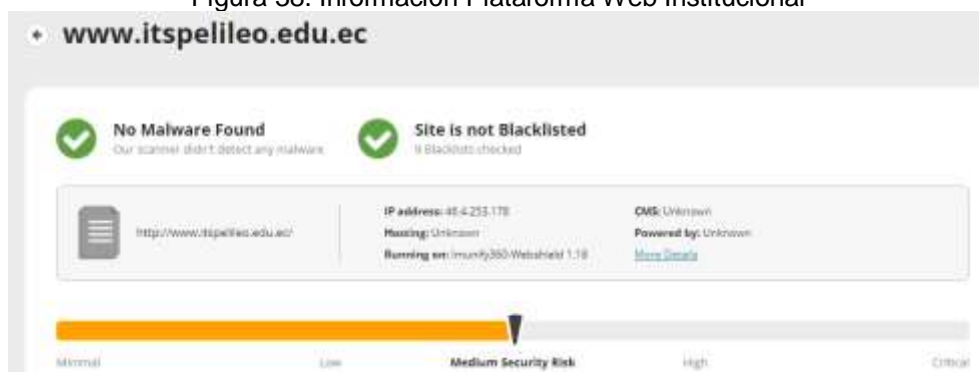 Figura 38. Información Plataforma Web Institucional
www.itspelileo.edu.ec
No Malware Found
Our scanner didn't detect any malware
Site is not Blacklisted
9 Blacklists checked
http://www.itspelileo.edu.ec/
IP address: 46.4.253.178
Hosting: Unknown
Running on: Imunify360-Webshield 1.18
CMS: Unknown
Powered by: Unknown
More Details
Minimal
Low
Medium Security Risk
High
Critical